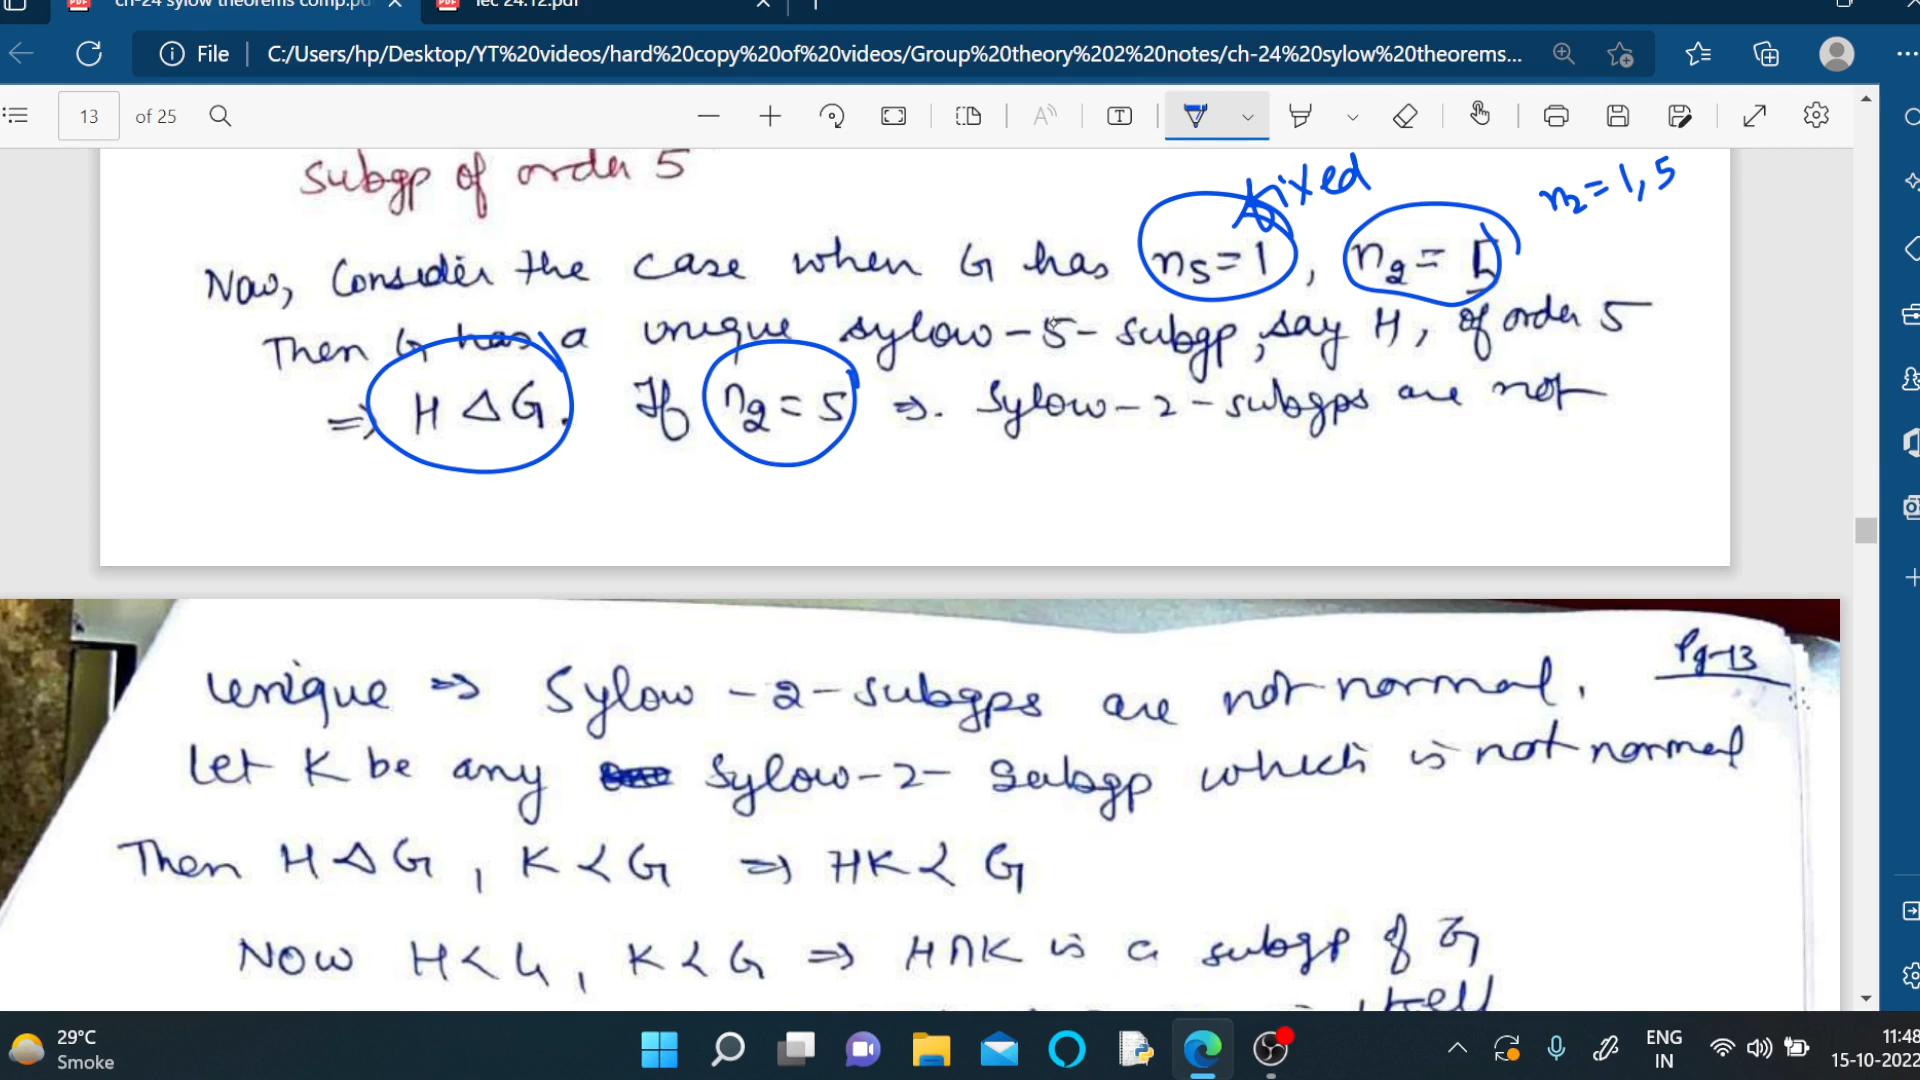 ch-24 sylow theorems comp.pd
lec 24.12.pdf
File
C:/Users/hp/Desktop/YT%20videos/hard%20copy%20of%20videos/Group%20theory%202%20notes/ch-24%20sylow%20theorems...
13 of 25
subgp of order 5
fixed
n₂ = 1, 5
Now, Consider the case when G has n₅=1, n₂=
Then G has a unique sylow-5-subgp, say H, of order 5
⇒ H Δ G. If n₂=5 ⇒. Sylow-2-subgps are not
Pg-13
unique ⇒ Sylow-2-subgps are not normal.
Let K be any Sylow-2-subgp which is not normal
Then H Δ G, K < G ⇒ HK < G
Now H < G, K < G ⇒ H∩K is a subgp of G
itself
29°C
Smoke
ENG
IN
11:48
15-10-2022